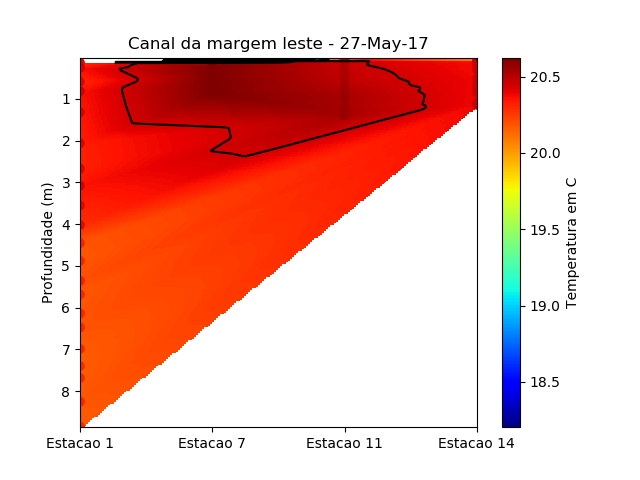 Canal da margem leste - 27-May-17
Profundidade (m)
1
2
3
4
5
6
7
8
Estacao 1
Estacao 7
Estacao 11
Estacao 14
20.5
20.0
19.5
19.0
18.5
Temperatura em C